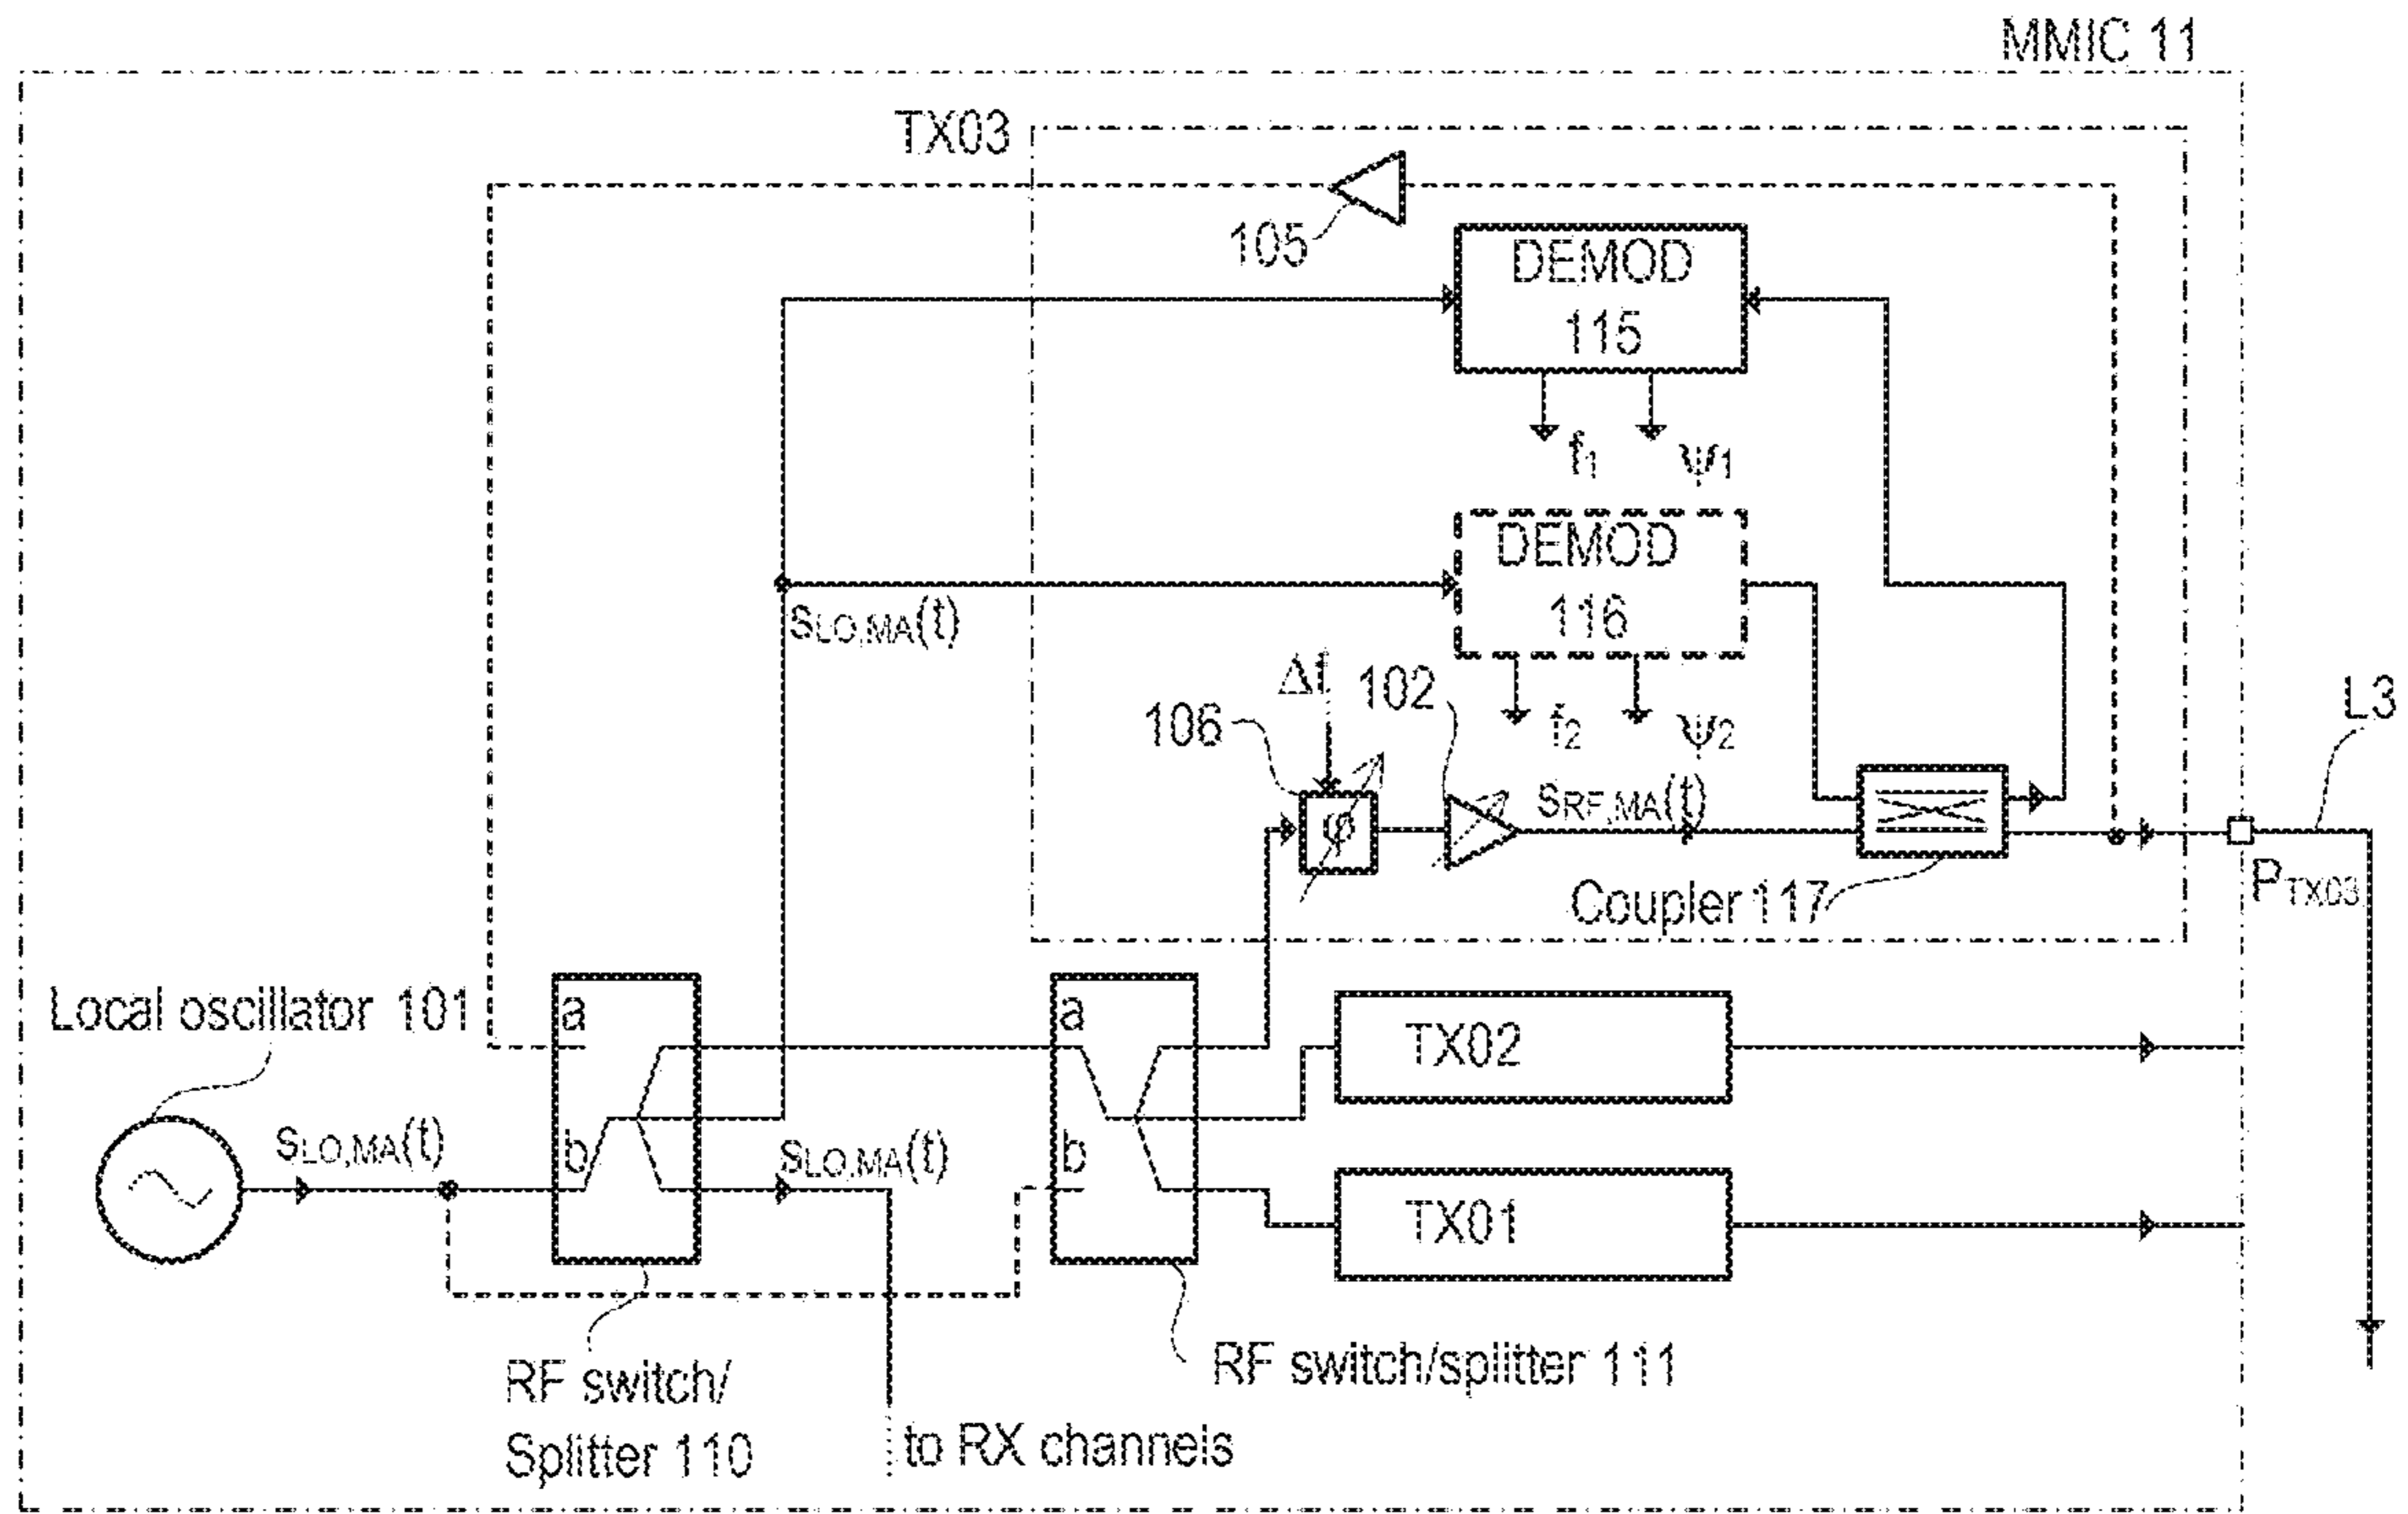 MMIC 11
TX03
105
DEMOD
115
f₁ ψ₁
DEMOD
116
sLO,MA(t)
f₂ ψ₂
Δf
102
106
L3
φ
sRF,MA(t)
Coupler 117
PTX03
Local oscillator 101
a
a
TX02
sLO,MA(t)
b
sLO,MA(t)
b
TX01
RF switch/
Splitter 110
RF switch/splitter 111
to RX channels